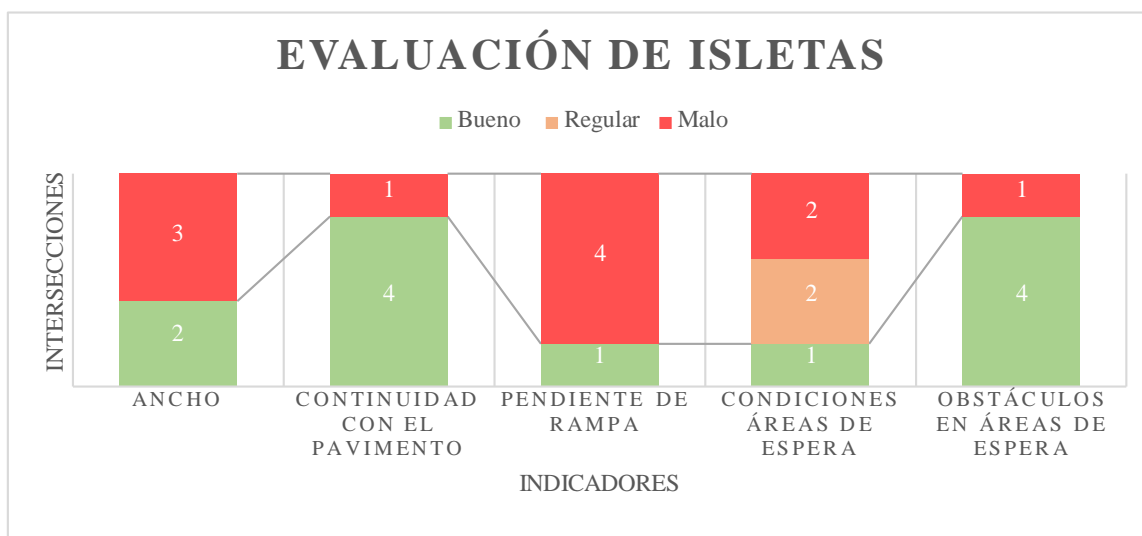 EVALUACIÓN DE ISLETAS
Bueno Regular Malo
INTERSECCIONES
3
2
1
4
4
1
2
2
1
1
4
ANCHO
CONTINUIDAD
CON EL
PAVIMENTO
PENDIENTE DE
RAMPA
CONDICIONES
ÁREAS DE
ESPERA
OBSTÁCULOS
EN ÁREAS DE
ESPERA
INDICADORES